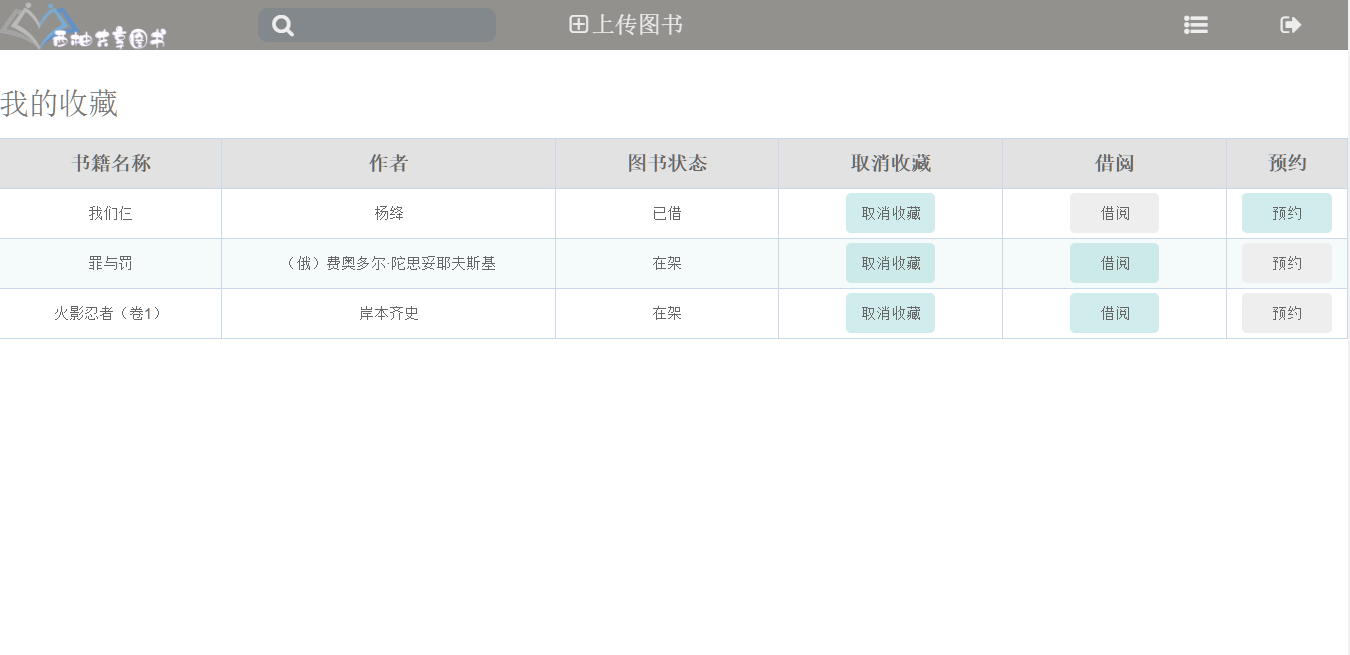 西柚共享图书
上传图书
我的收藏
书籍名称 作者 图书状态 取消收藏 借阅 预约
我们仨 杨绛 已借 取消收藏 借阅 预约
罪与罚 （俄）费奥多尔·陀思妥耶夫斯基 在架 取消收藏 借阅 预约
火影忍者（卷1） 岸本齐史 在架 取消收藏 借阅 预约